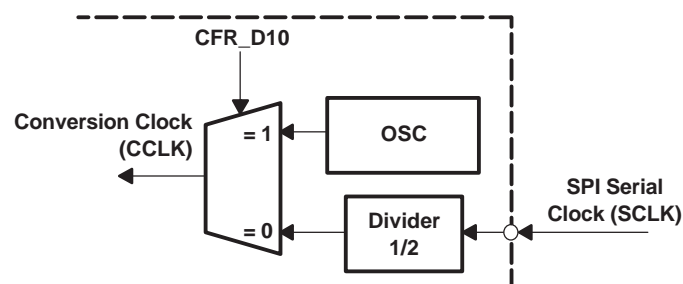 CFR_D10
Conversion Clock
(CCLK)
= 1
OSC
SPI Serial
Clock (SCLK)
= 0
Divider
1/2